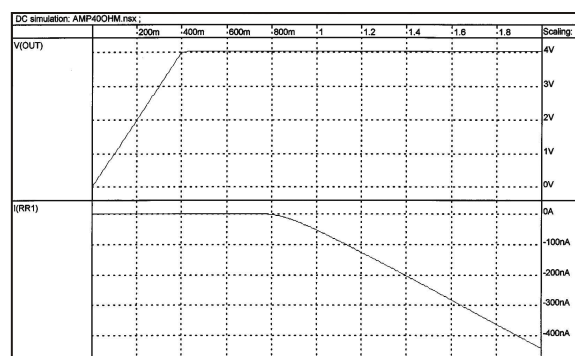 DC simulation: AMP40OHM.nsx ;
200m 400m 600m 800m 1 1.2 1.4 1.6 1.8 Scaling:
V(OUT)
4V
3V
2V
1V
0V
I(RR1)
0A
-100nA
-200nA
-300nA
-400nA